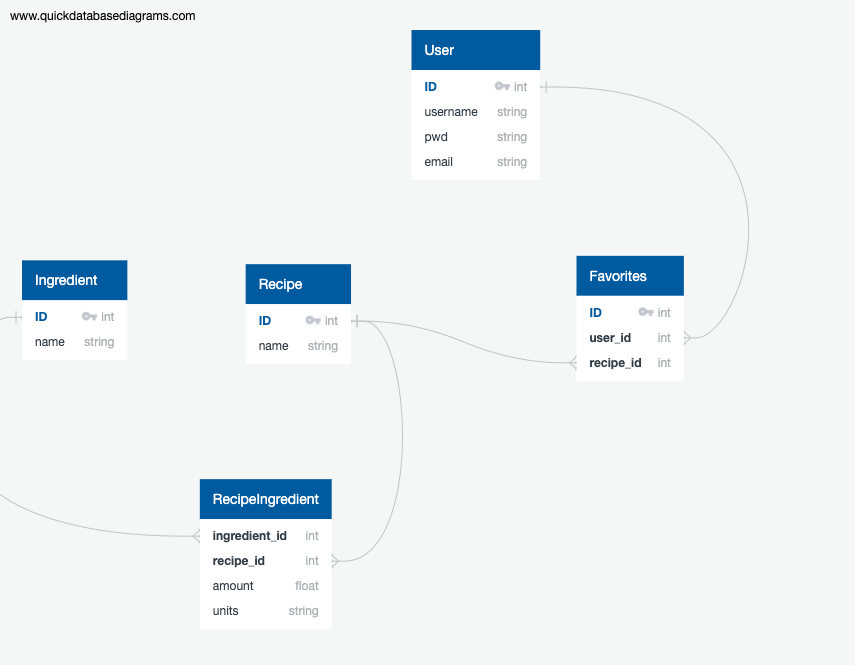 www.quickdatabasediagrams.com
User
ID int
username string
pwd string
email string
Ingredient
ID int
name string
Recipe
ID int
name string
Favorites
ID int
user_id int
recipe_id int
RecipeIngredient
ingredient_id int
recipe_id int
amount float
units string